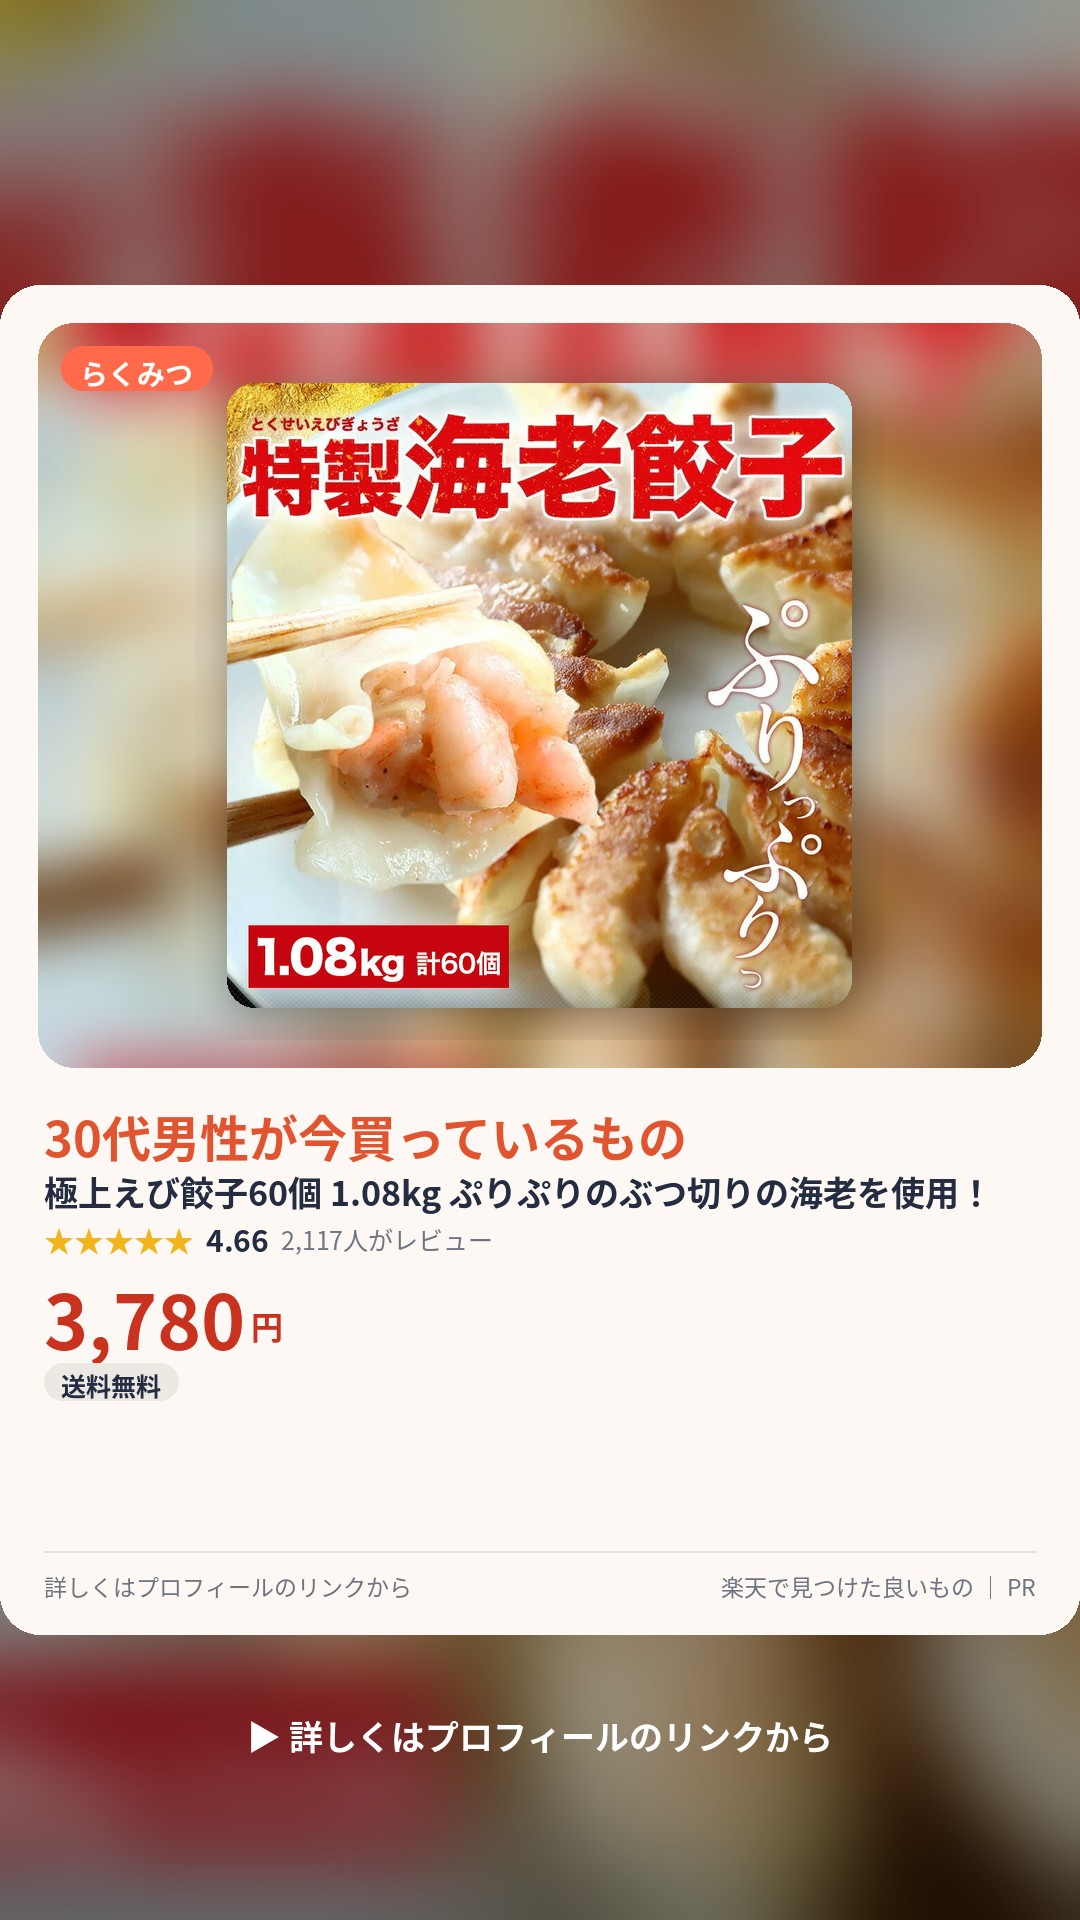 らくみつ
とくせいえびぎょうざ
特製海老餃子
ぷりっぷりっ
1.08kg 計60個
30代男性が今買っているもの
極上えび餃子60個 1.08kg ぷりぷりのぶつ切りの海老を使用！
★★★★★ 4.66 2,117人がレビュー
3,780円
送料無料
詳しくはプロフィールのリンクから
楽天で見つけた良いもの｜PR
▶ 詳しくはプロフィールのリンクから